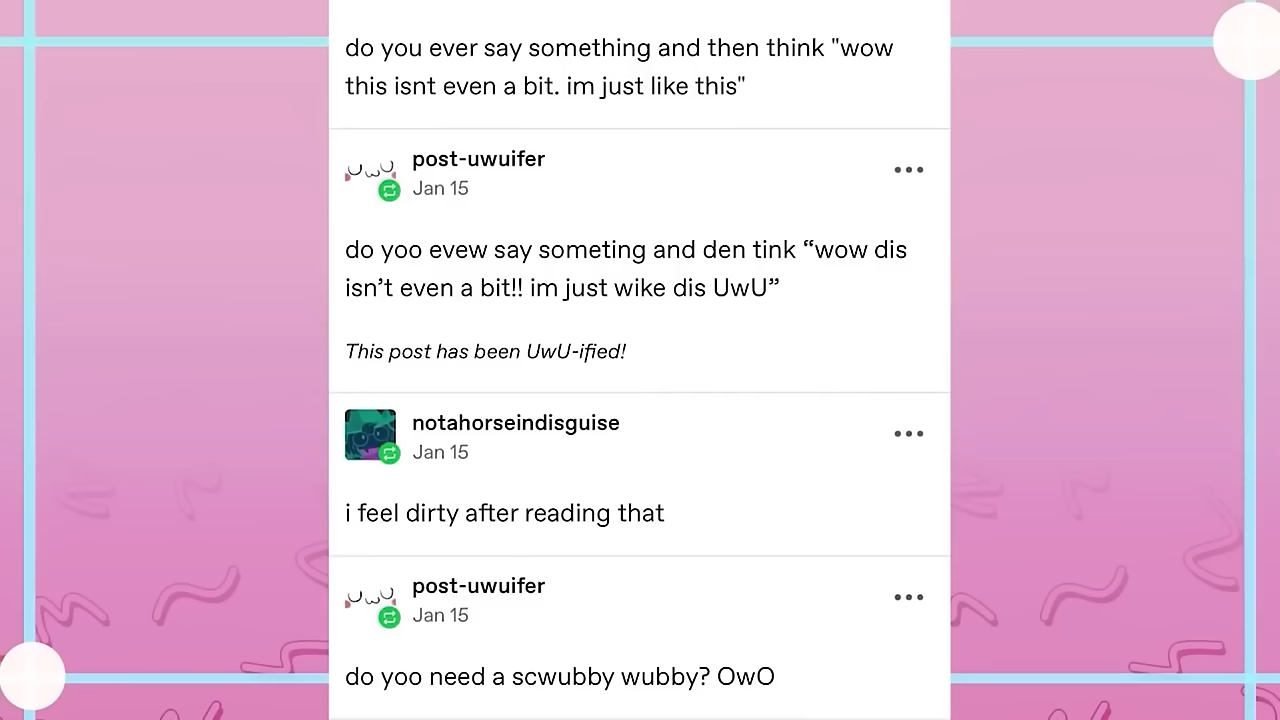 do you ever say something and then think "wow
this isnt even a bit. im just like this"
post-uwuifer
Jan 15
do yoo evew say someting and den tink “wow dis
isn’t even a bit!! im just wike dis UwU”
This post has been UwU-ified!
notahorseindisguise
Jan 15
i feel dirty after reading that
post-uwuifer
Jan 15
do yoo need a scwubby wubby? OwO